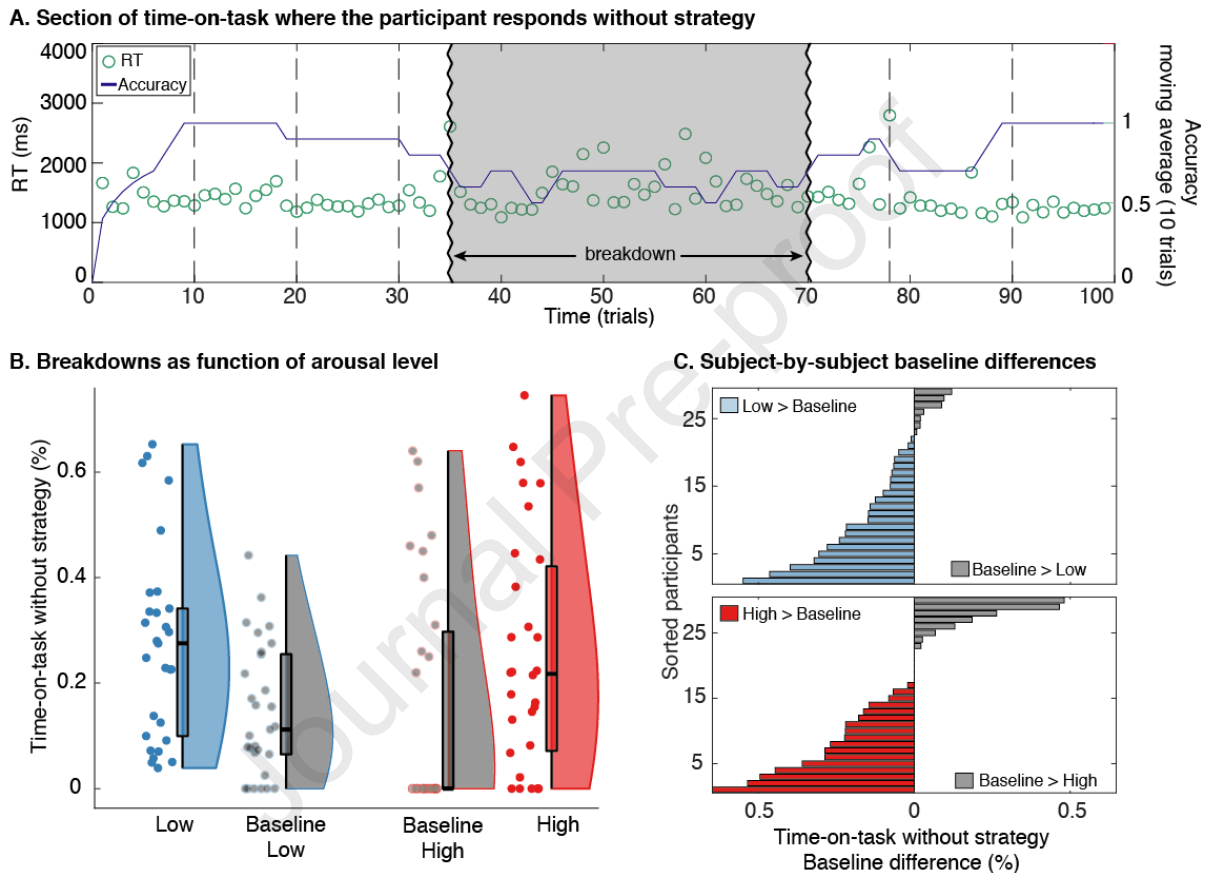 A. Section of time-on-task where the participant responds without strategy
4000
3000
2000
1000
0
RT (ms)
RT
Accuracy
breakdown
1
0.5
0
Accuracy
moving average (10 trials)
0 10 20 30 40 50 60 70 80 90 100
Time (trials)
B. Breakdowns as function of arousal level
Time-on-task without strategy (%)
0.6
0.4
0.2
0
Low
Baseline
Low
Baseline
High
High
C. Subject-by-subject baseline differences
Sorted participants
25
15
5
Low > Baseline
Baseline > Low
25
15
5
High > Baseline
Baseline > High
0.5 0 0.5
Time-on-task without strategy
Baseline difference (%)
Journal Pre-proof